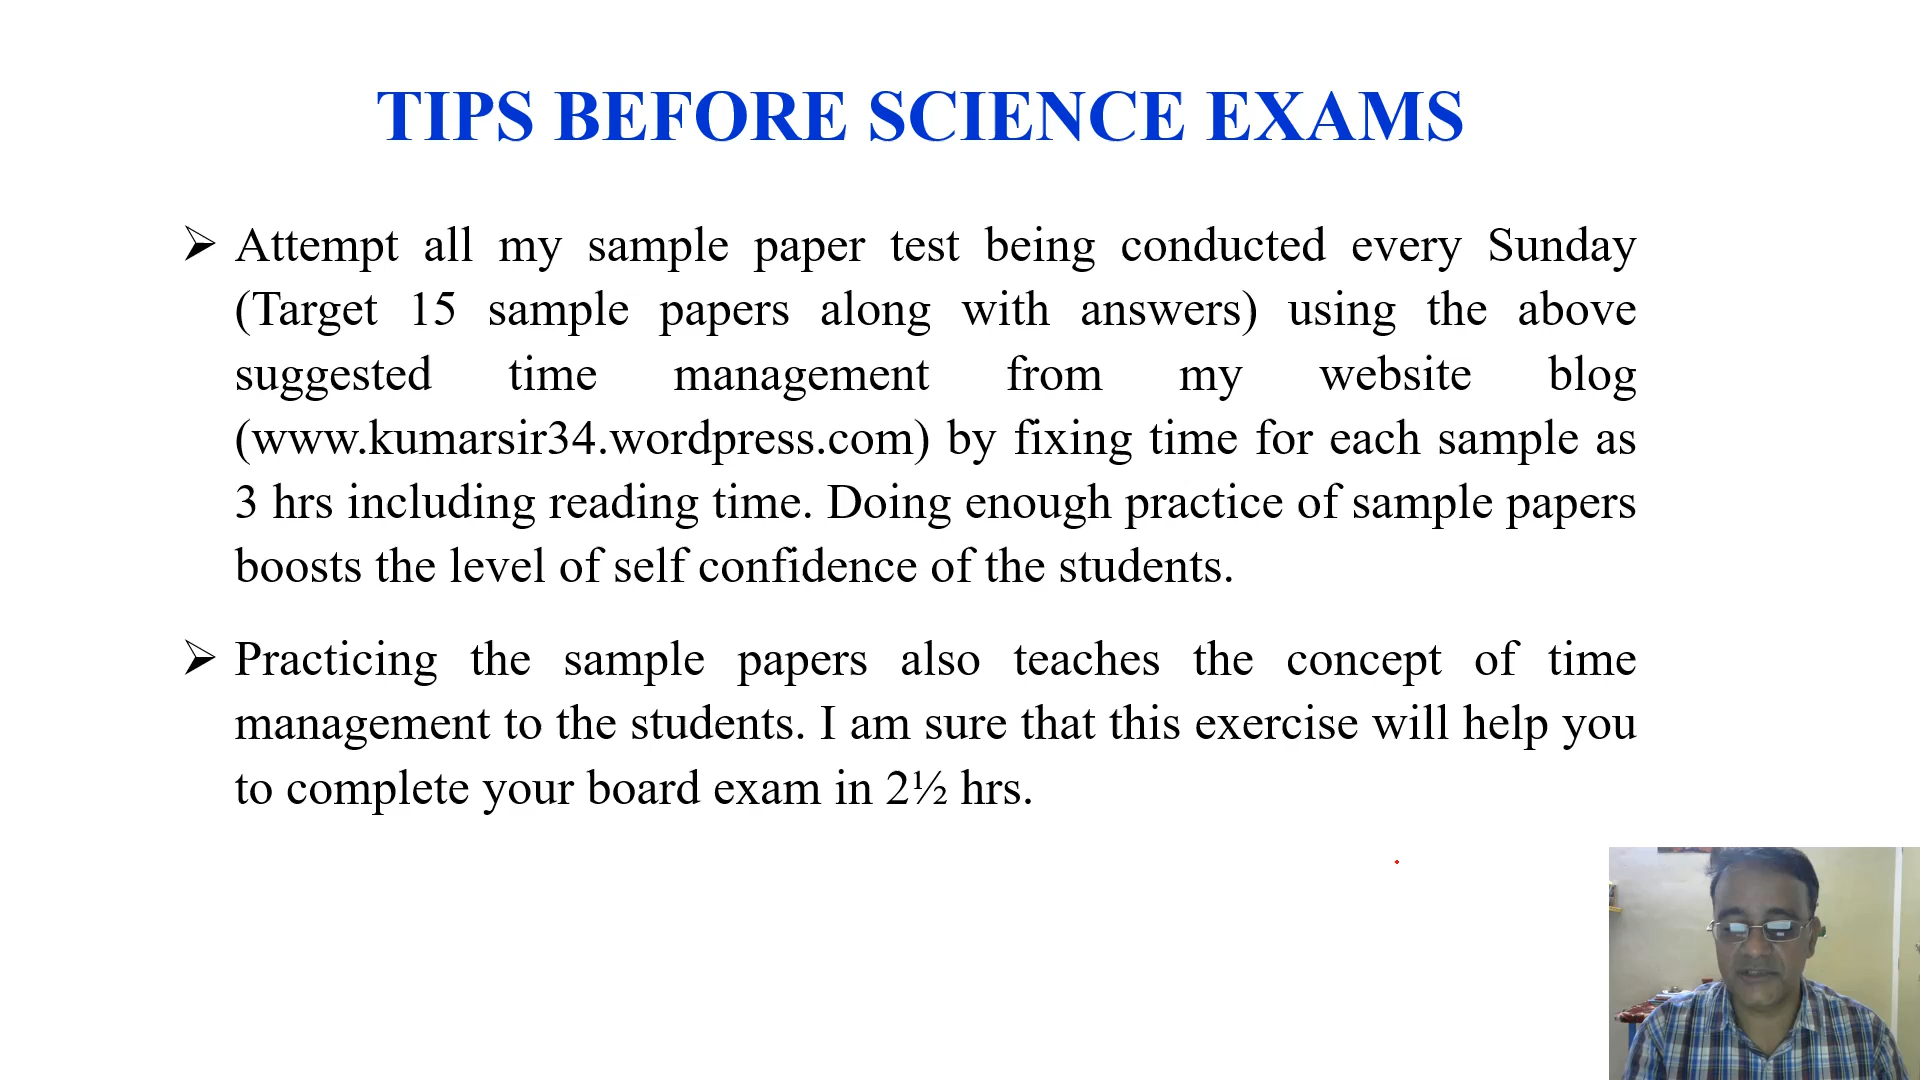 TIPS BEFORE SCIENCE EXAMS
➢ Attempt all my sample paper test being conducted every Sunday
(Target 15 sample papers along with answers) using the above
suggested time management from my website blog
(www.kumarsir34.wordpress.com) by fixing time for each sample as
3 hrs including reading time. Doing enough practice of sample papers
boosts the level of self confidence of the students.
➢ Practicing the sample papers also teaches the concept of time
management to the students. I am sure that this exercise will help you
to complete your board exam in 2½ hrs.